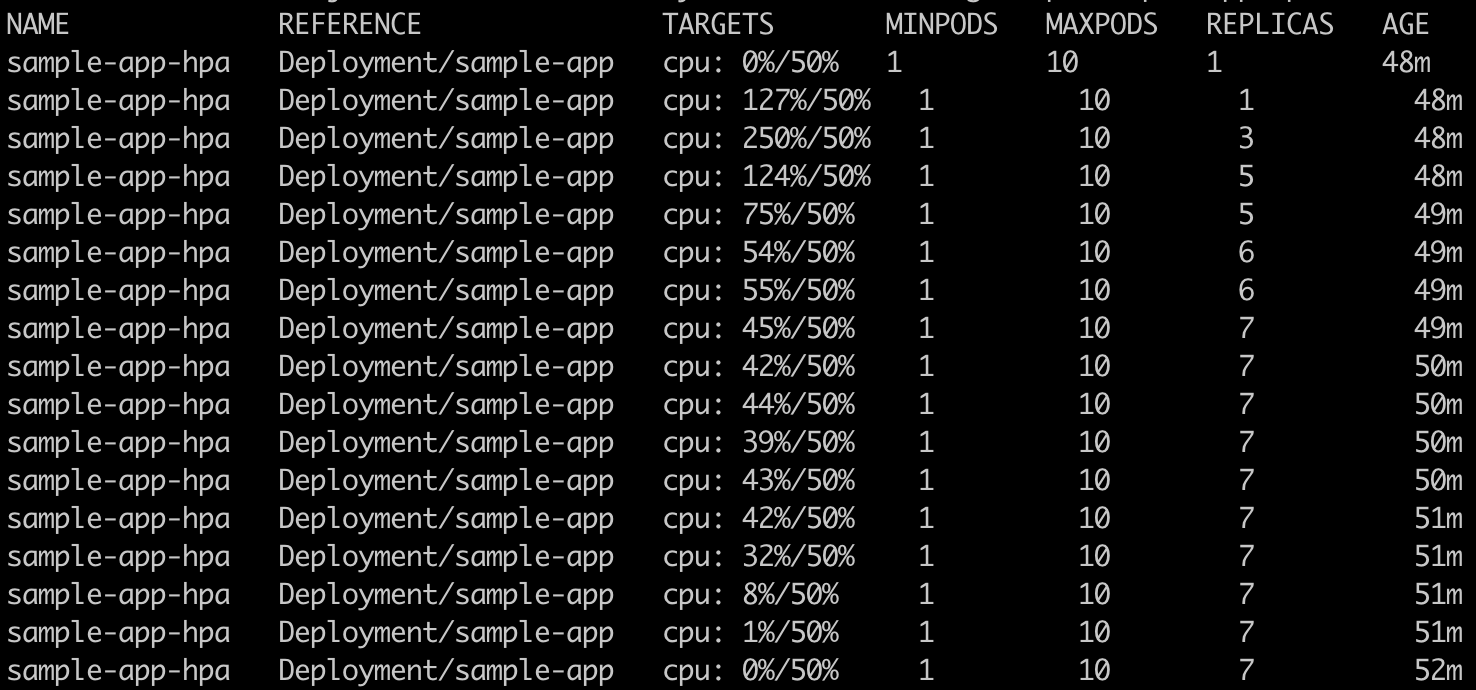 NAME REFERENCE TARGETS MINPODS MAXPODS REPLICAS AGE
sample-app-hpa Deployment/sample-app cpu: 0%/50% 1 10 1 48m
sample-app-hpa Deployment/sample-app cpu: 127%/50% 1 10 1 48m
sample-app-hpa Deployment/sample-app cpu: 250%/50% 1 10 3 48m
sample-app-hpa Deployment/sample-app cpu: 124%/50% 1 10 5 48m
sample-app-hpa Deployment/sample-app cpu: 75%/50% 1 10 5 49m
sample-app-hpa Deployment/sample-app cpu: 54%/50% 1 10 6 49m
sample-app-hpa Deployment/sample-app cpu: 55%/50% 1 10 6 49m
sample-app-hpa Deployment/sample-app cpu: 45%/50% 1 10 7 49m
sample-app-hpa Deployment/sample-app cpu: 42%/50% 1 10 7 50m
sample-app-hpa Deployment/sample-app cpu: 44%/50% 1 10 7 50m
sample-app-hpa Deployment/sample-app cpu: 39%/50% 1 10 7 50m
sample-app-hpa Deployment/sample-app cpu: 43%/50% 1 10 7 50m
sample-app-hpa Deployment/sample-app cpu: 42%/50% 1 10 7 51m
sample-app-hpa Deployment/sample-app cpu: 32%/50% 1 10 7 51m
sample-app-hpa Deployment/sample-app cpu: 8%/50% 1 10 7 51m
sample-app-hpa Deployment/sample-app cpu: 1%/50% 1 10 7 51m
sample-app-hpa Deployment/sample-app cpu: 0%/50% 1 10 7 52m